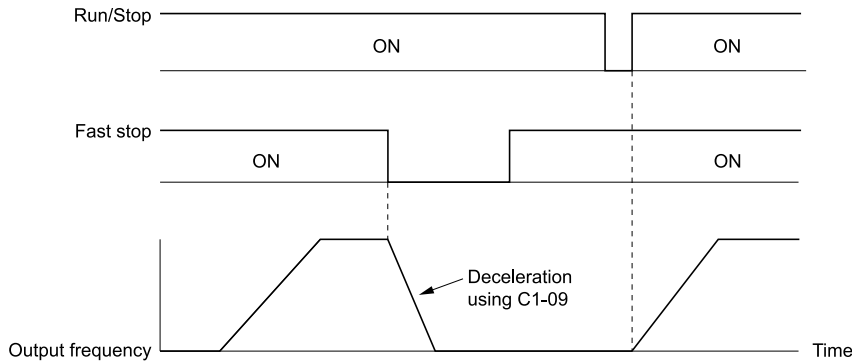 Run/Stop
ON
ON
Fast stop
ON
ON
Deceleration
using C1-09
Output frequency
Time